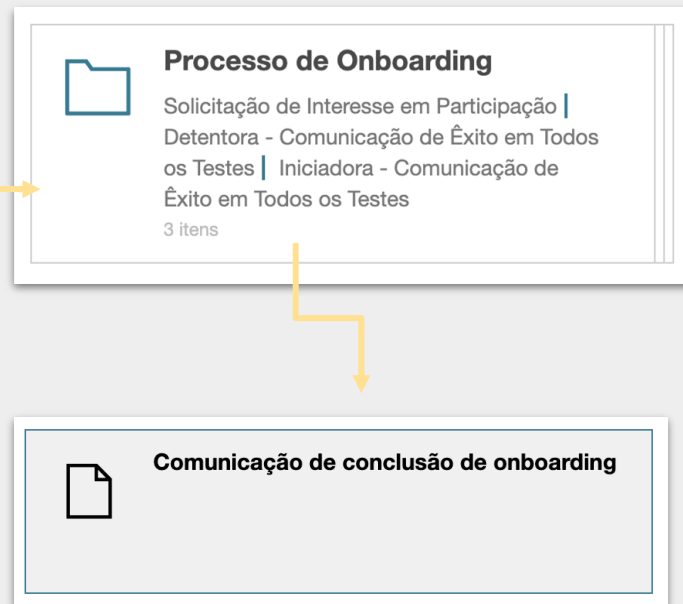 Processo de Onboarding
Solicitação de Interesse em Participação |
Detentora - Comunicação de Êxito em Todos
os Testes | Iniciadora - Comunicação de
Êxito em Todos os Testes
3 itens
Comunicação de conclusão de onboarding